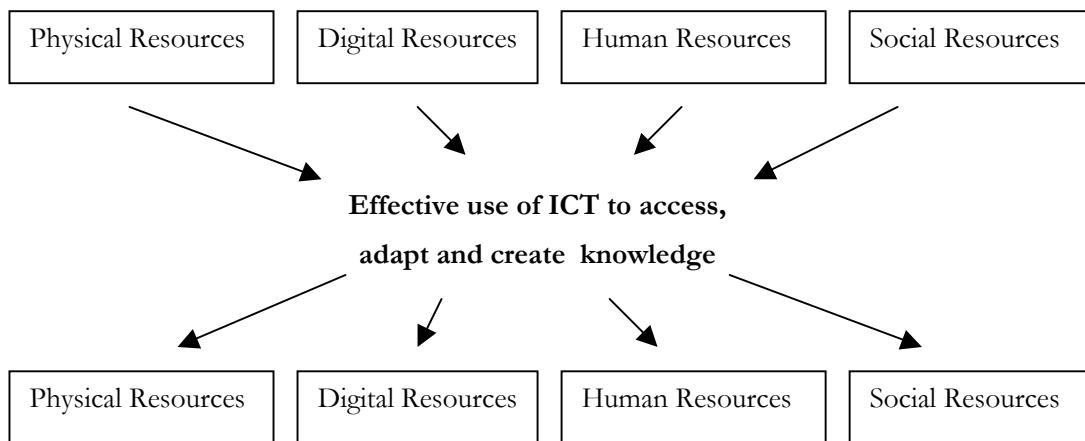 Physical Resources
Digital Resources
Human Resources
Social Resources
Effective use of ICT to access,
adapt and create knowledge
Physical Resources
Digital Resources
Human Resources
Social Resources